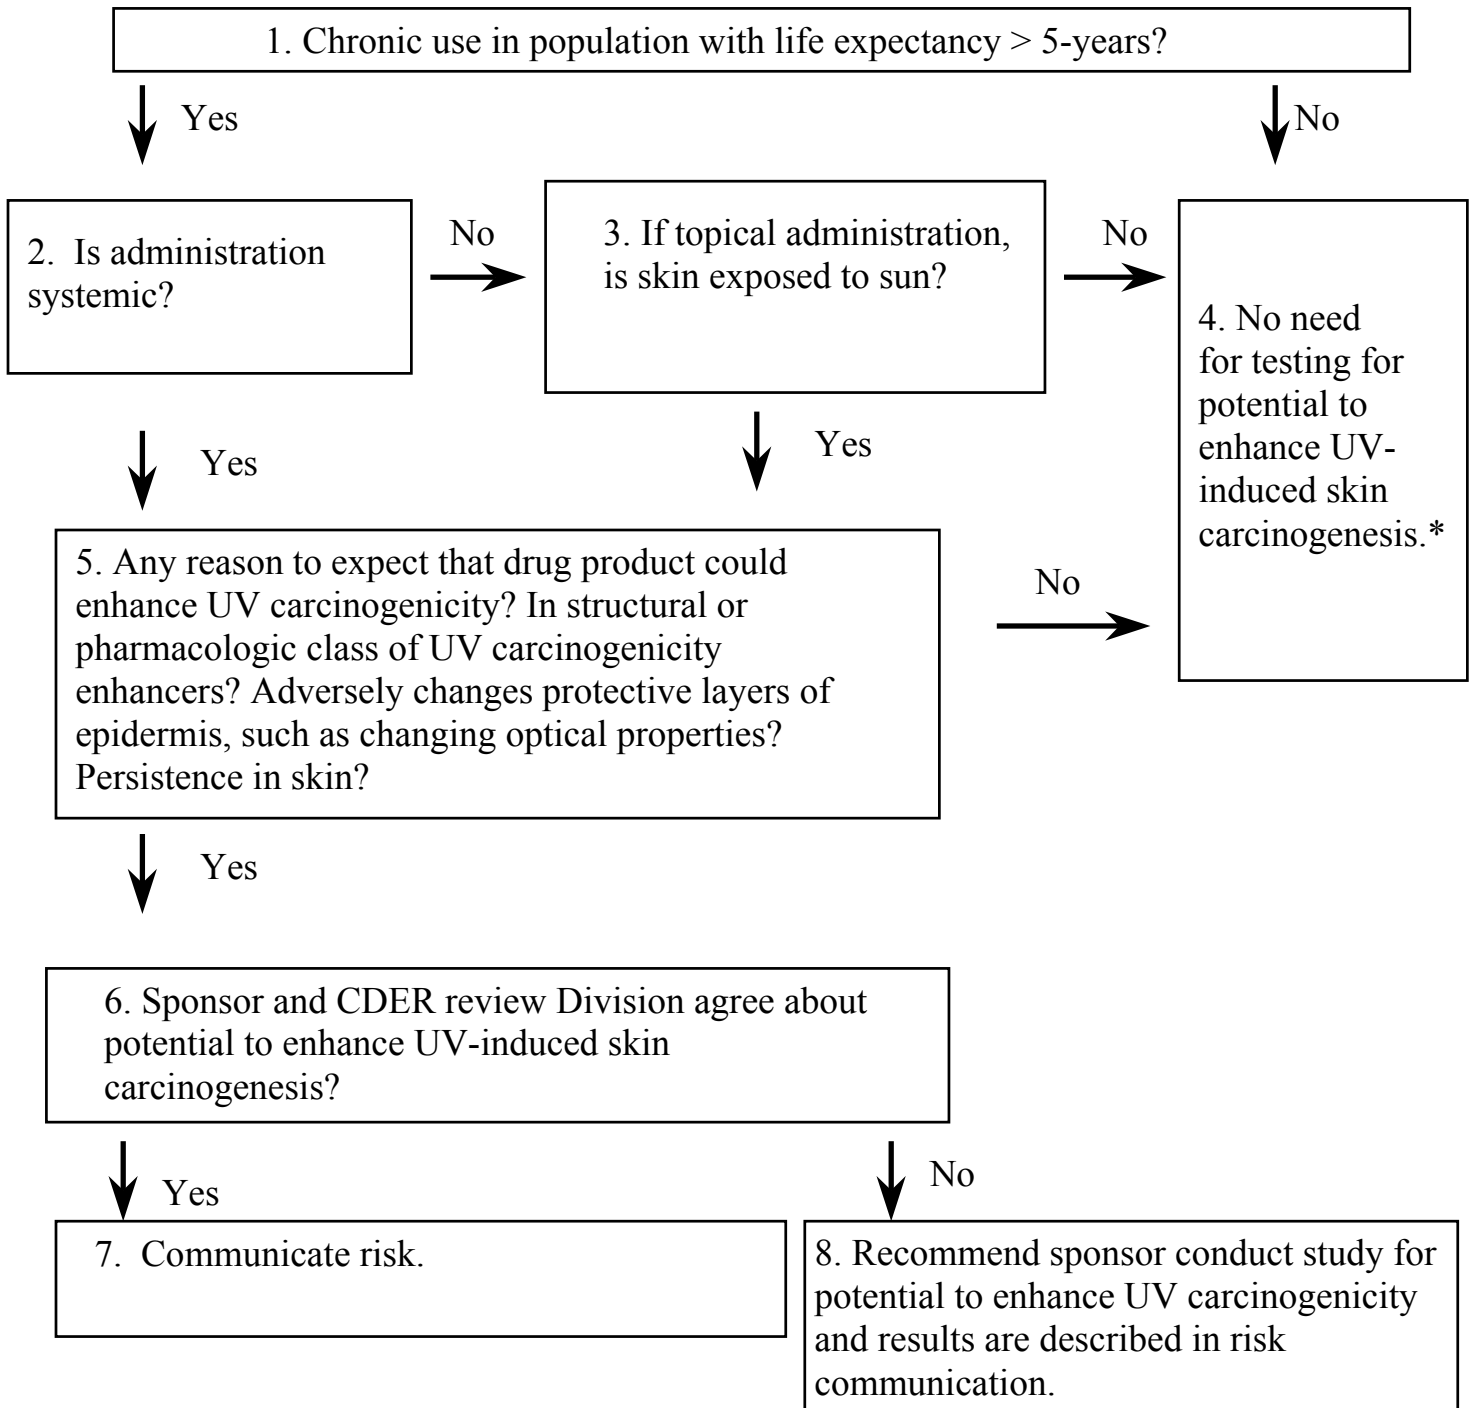 1. Chronic use in population with life expectancy > 5-years?
Yes
No
2.  Is administration
systemic?
No
3. If topical administration,
is skin exposed to sun?
No
4. No need
for testing for
potential to
enhance UV-
induced skin
carcinogenesis.*
Yes
Yes
5. Any reason to expect that drug product could
enhance UV carcinogenicity? In structural or
pharmacologic class of UV carcinogenicity
enhancers? Adversely changes protective layers of
epidermis, such as changing optical properties?
Persistence in skin?
No
Yes
6. Sponsor and CDER review Division agree about
potential to enhance UV-induced skin
carcinogenesis?
Yes
No
7.  Communicate risk.
8. Recommend sponsor conduct study for
potential to enhance UV carcinogenicity
and results are described in risk
communication.